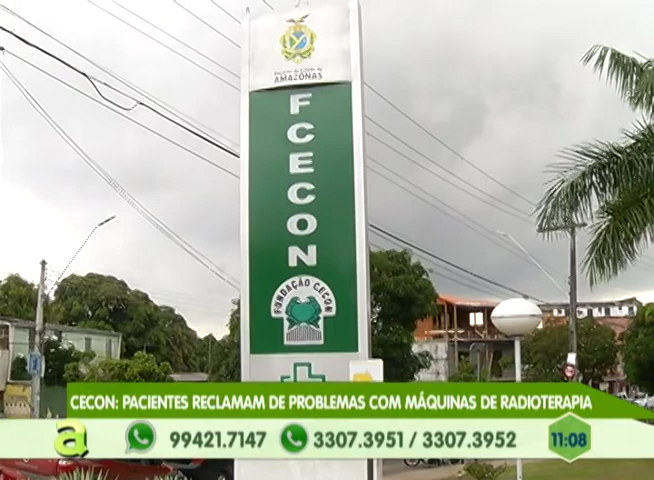 AMAZONAS
FCECON
FUNDAÇÃO CECON
CECON: PACIENTES RECLAMAM DE PROBLEMAS COM MÁQUINAS DE RADIOTERAPIA
a 99421.7147 3307.3951 / 3307.3952 11:08